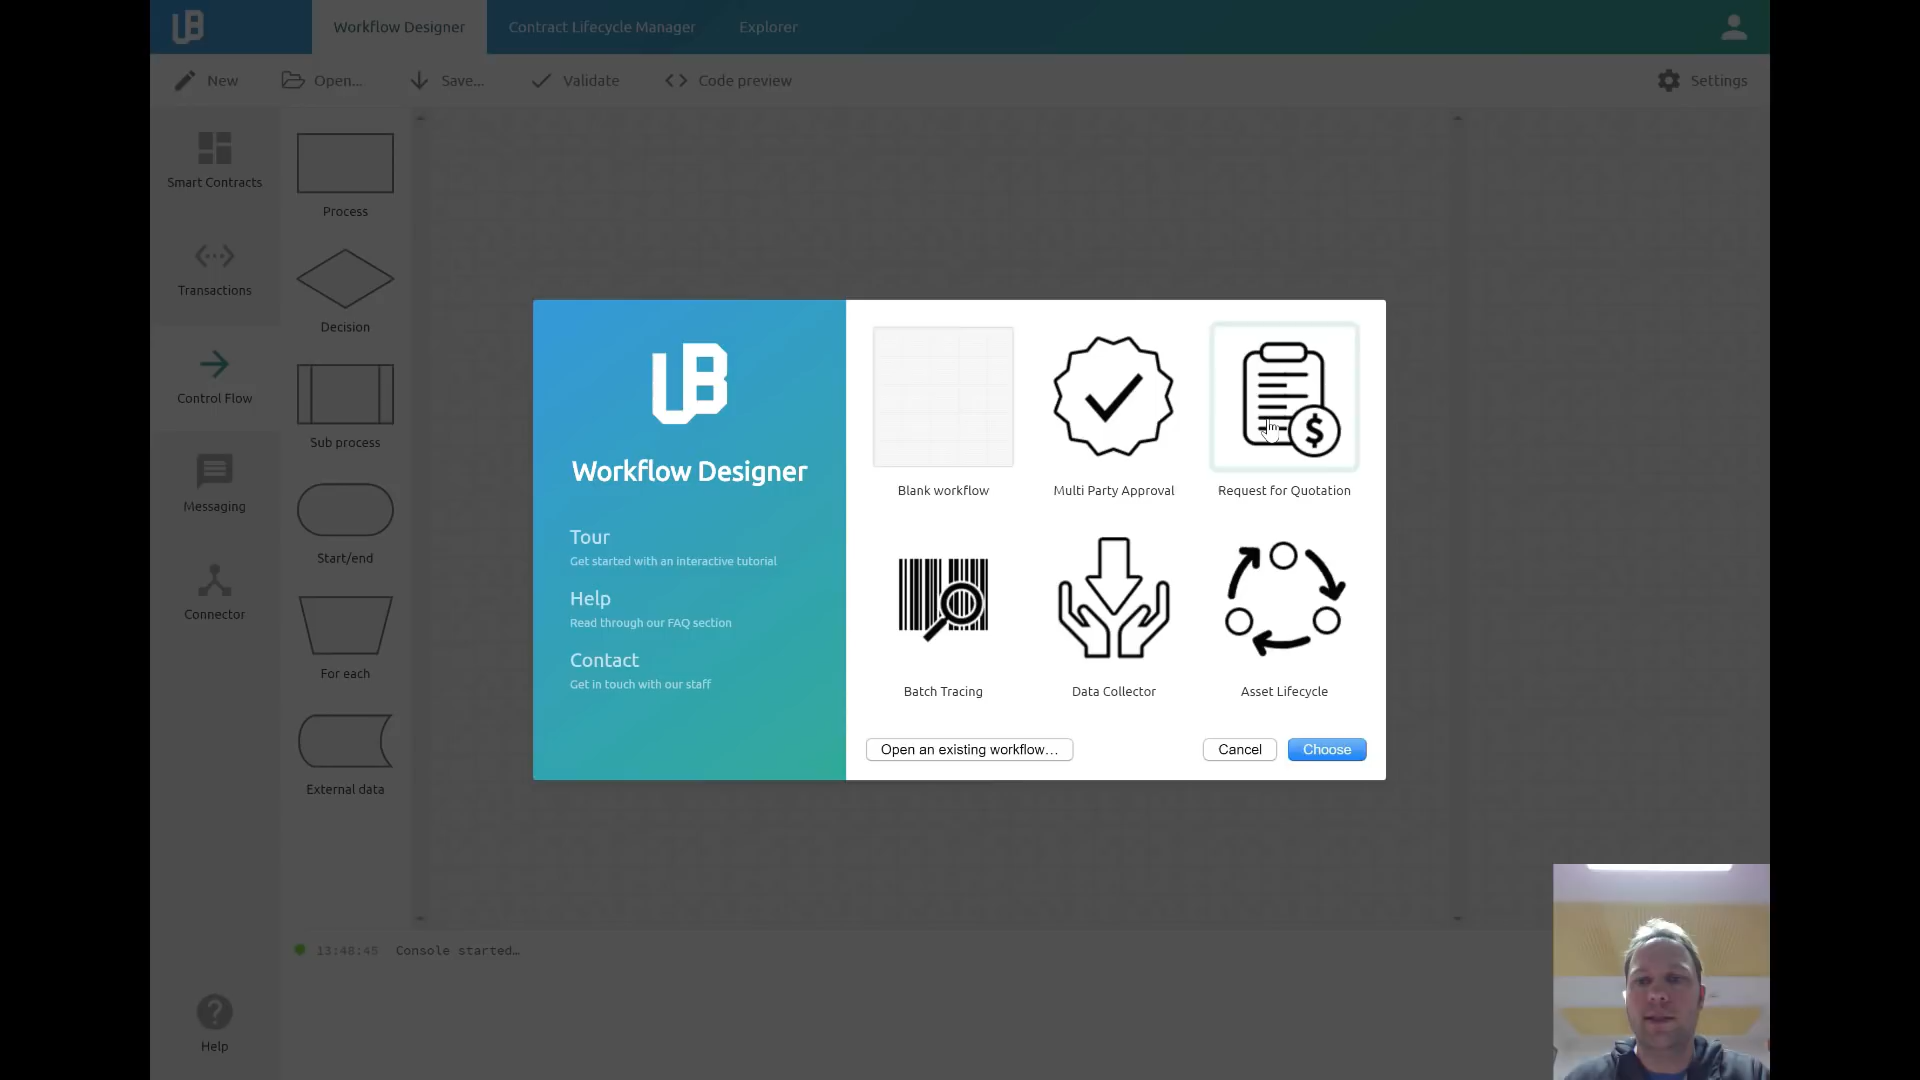 UB
Workflow Designer
Contract Lifecycle Manager
Explorer
New
Open...
Save...
Validate
Code preview
Settings
Smart Contracts
Transactions
Control Flow
Messaging
Connector
Help
Process
Decision
Sub process
Start/end
For each
External data
UB
Workflow Designer
Tour
Get started with an interactive tutorial
Help
Read through our FAQ section
Contact
Get in touch with our staff
Blank workflow
Multi Party Approval
$
Request for Quotation
Batch Tracing
Data Collector
Asset Lifecycle
Open an existing workflow...
Cancel
Choose
13:48:45 Console started…
?